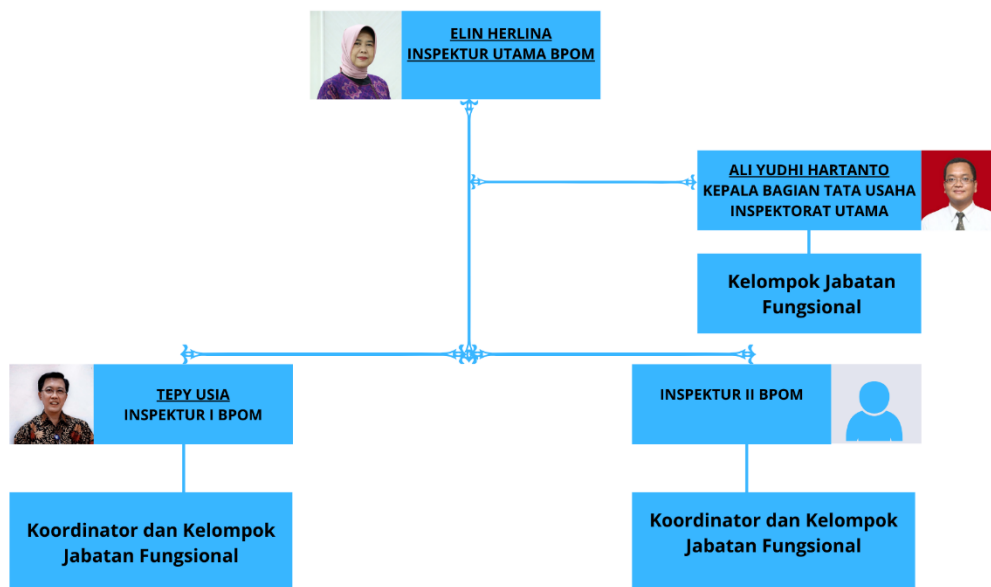 ELIN HERLINA
INSPEKTUR UTAMA BPOM
ALI YUDHI HARTANTO
KEPALA BAGIAN TATA USAHA
INSPEKTORAT UTAMA
Kelompok Jabatan
Fungsional
TEPY USIA
INSPEKTUR I BPOM
INSPEKTUR II BPOM
Koordinator dan Kelompok
Jabatan Fungsional
Koordinator dan Kelompok
Jabatan Fungsional